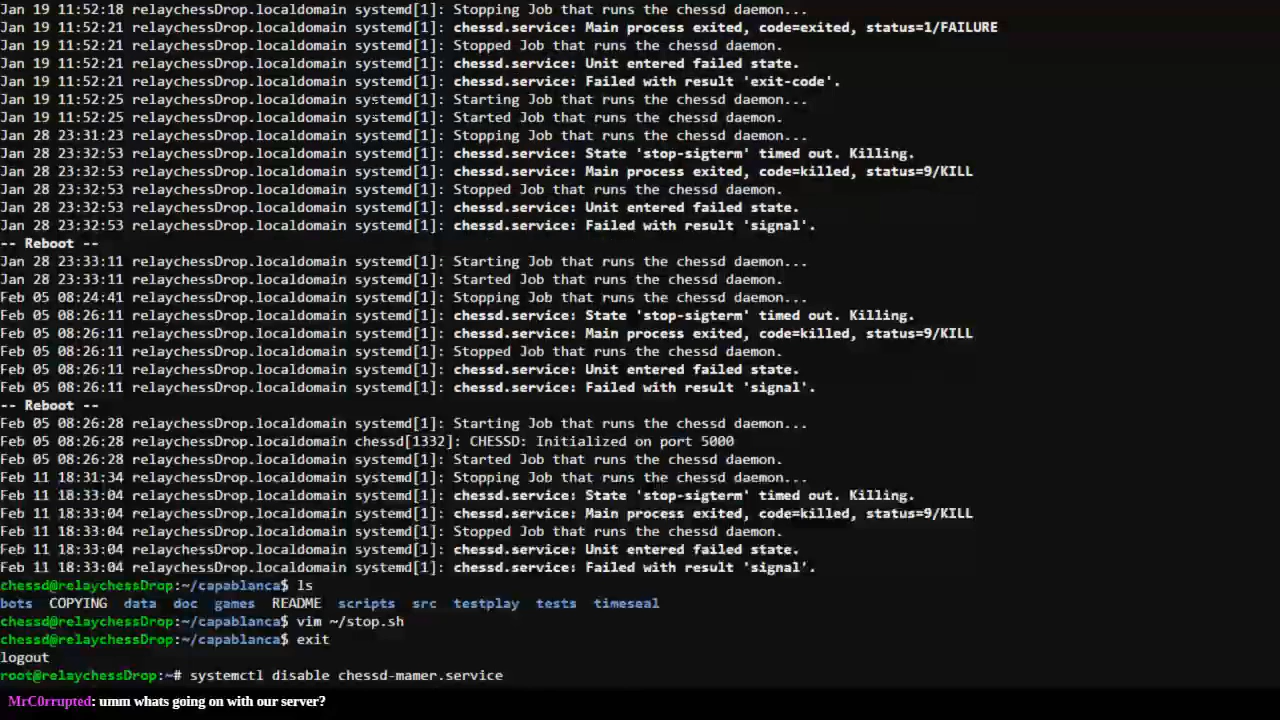 Jan 19 11:52:18 relaychessDrop.localdomain systemd[1]: Stopping Job that runs the chessd daemon...
Jan 19 11:52:21 relaychessDrop.localdomain systemd[1]: chessd.service: Main process exited, code=exited, status=1/FAILURE
Jan 19 11:52:21 relaychessDrop.localdomain systemd[1]: Stopped Job that runs the chessd daemon.
Jan 19 11:52:21 relaychessDrop.localdomain systemd[1]: chessd.service: Unit entered failed state.
Jan 19 11:52:21 relaychessDrop.localdomain systemd[1]: chessd.service: Failed with result 'exit-code'.
Jan 19 11:52:25 relaychessDrop.localdomain systemd[1]: Starting Job that runs the chessd daemon...
Jan 19 11:52:25 relaychessDrop.localdomain systemd[1]: Started Job that runs the chessd daemon.
Jan 28 23:31:23 relaychessDrop.localdomain systemd[1]: Stopping Job that runs the chessd daemon...
Jan 28 23:32:53 relaychessDrop.localdomain systemd[1]: chessd.service: State 'stop-sigterm' timed out. Killing.
Jan 28 23:32:53 relaychessDrop.localdomain systemd[1]: chessd.service: Main process exited, code=killed, status=9/KILL
Jan 28 23:32:53 relaychessDrop.localdomain systemd[1]: Stopped Job that runs the chessd daemon.
Jan 28 23:32:53 relaychessDrop.localdomain systemd[1]: chessd.service: Unit entered failed state.
Jan 28 23:32:53 relaychessDrop.localdomain systemd[1]: chessd.service: Failed with result 'signal'.
-- Reboot --
Jan 28 23:33:11 relaychessDrop.localdomain systemd[1]: Starting Job that runs the chessd daemon...
Jan 28 23:33:11 relaychessDrop.localdomain systemd[1]: Started Job that runs the chessd daemon.
Feb 05 08:24:41 relaychessDrop.localdomain systemd[1]: Stopping Job that runs the chessd daemon...
Feb 05 08:26:11 relaychessDrop.localdomain systemd[1]: chessd.service: State 'stop-sigterm' timed out. Killing.
Feb 05 08:26:11 relaychessDrop.localdomain systemd[1]: chessd.service: Main process exited, code=killed, status=9/KILL
Feb 05 08:26:11 relaychessDrop.localdomain systemd[1]: Stopped Job that runs the chessd daemon.
Feb 05 08:26:11 relaychessDrop.localdomain systemd[1]: chessd.service: Unit entered failed state.
Feb 05 08:26:11 relaychessDrop.localdomain systemd[1]: chessd.service: Failed with result 'signal'.
-- Reboot --
Feb 05 08:26:28 relaychessDrop.localdomain systemd[1]: Starting Job that runs the chessd daemon...
Feb 05 08:26:28 relaychessDrop.localdomain chessd[1332]: CHESSD: Initialized on port 5000
Feb 05 08:26:28 relaychessDrop.localdomain systemd[1]: Started Job that runs the chessd daemon.
Feb 11 18:31:34 relaychessDrop.localdomain systemd[1]: Stopping Job that runs the chessd daemon...
Feb 11 18:33:04 relaychessDrop.localdomain systemd[1]: chessd.service: State 'stop-sigterm' timed out. Killing.
Feb 11 18:33:04 relaychessDrop.localdomain systemd[1]: chessd.service: Main process exited, code=killed, status=9/KILL
Feb 11 18:33:04 relaychessDrop.localdomain systemd[1]: Stopped Job that runs the chessd daemon.
Feb 11 18:33:04 relaychessDrop.localdomain systemd[1]: chessd.service: Unit entered failed state.
Feb 11 18:33:04 relaychessDrop.localdomain systemd[1]: chessd.service: Failed with result 'signal'.
chessd@relaychessDrop:~/capablanca$ ls
bots COPYING data doc games README scripts src testplay tests timeseal
chessd@relaychessDrop:~/capablanca$ vim ~/stop.sh
chessd@relaychessDrop:~/capablanca$ exit
logout
root@relaychessDrop:~# systemctl disable chessd-mamer.service
MrC0rrupted: umm whats going on with our server?